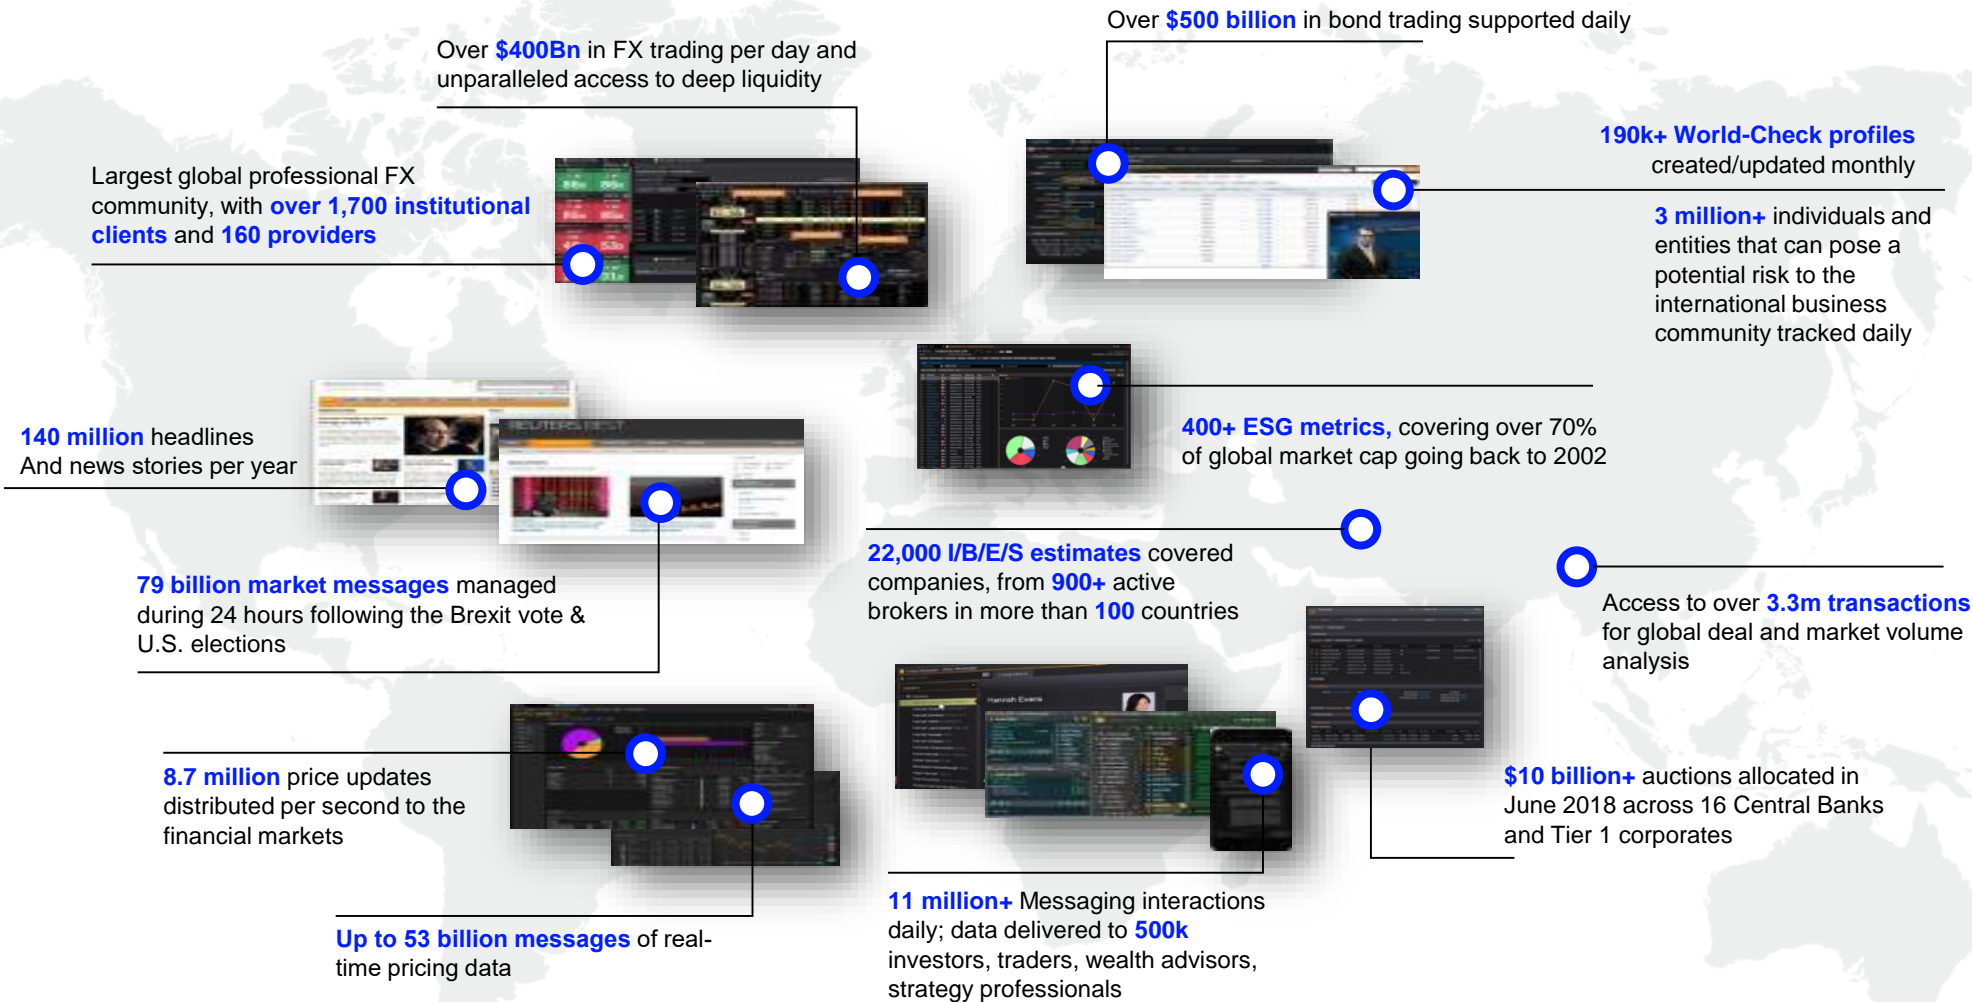 Over $500 billion in bond trading supported daily
Over $400Bn in FX trading per day and
unparalleled access to deep liquidity
190k+ World-Check profiles
created/updated monthly
Largest global professional FX
community, with over 1,700 institutional
clients and 160 providers
3 million+ individuals and
entities that can pose a
potential risk to the
international business
community tracked daily
140 million headlines
And news stories per year
REUTERS BEST
400+ ESG metrics, covering over 70%
of global market cap going back to 2002
22,000 I/B/E/S estimates covered
companies, from 900+ active
brokers in more than 100 countries
79 billion market messages managed
during 24 hours following the Brexit vote &
U.S. elections
Access to over 3.3m transactions
for global deal and market volume
analysis
Hannah Evans
8.7 million price updates
distributed per second to the
financial markets
$10 billion+ auctions allocated in
June 2018 across 16 Central Banks
and Tier 1 corporates
Up to 53 billion messages of real-
time pricing data
11 million+ Messaging interactions
daily; data delivered to 500k
investors, traders, wealth advisors,
strategy professionals